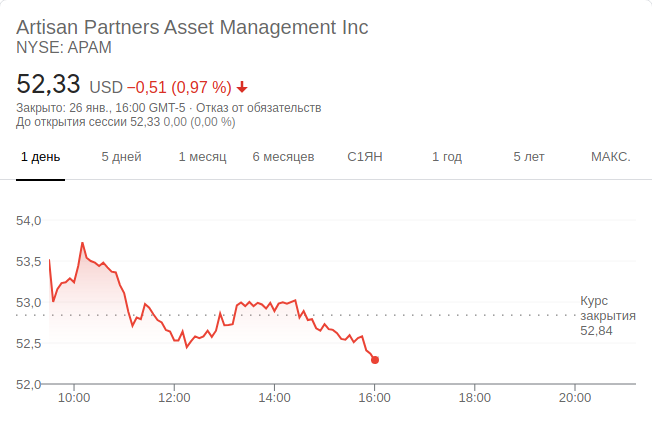 Artisan Partners Asset Management Inc
NYSE: APAM
52,33 USD −0,51 (0,97 %)
Закрыто: 26 янв., 16:00 GMT-5 · Отказ от обязательств
До открытия сессии 52,33 0,00 (0,00 %)
1 день 5 дней 1 месяц 6 месяцев С1ЯН 1 год 5 лет МАКС.
54,0
53,5
53,0
52,5
52,0
Курс
закрытия
52,84
10:00 12:00 14:00 16:00 18:00 20:00